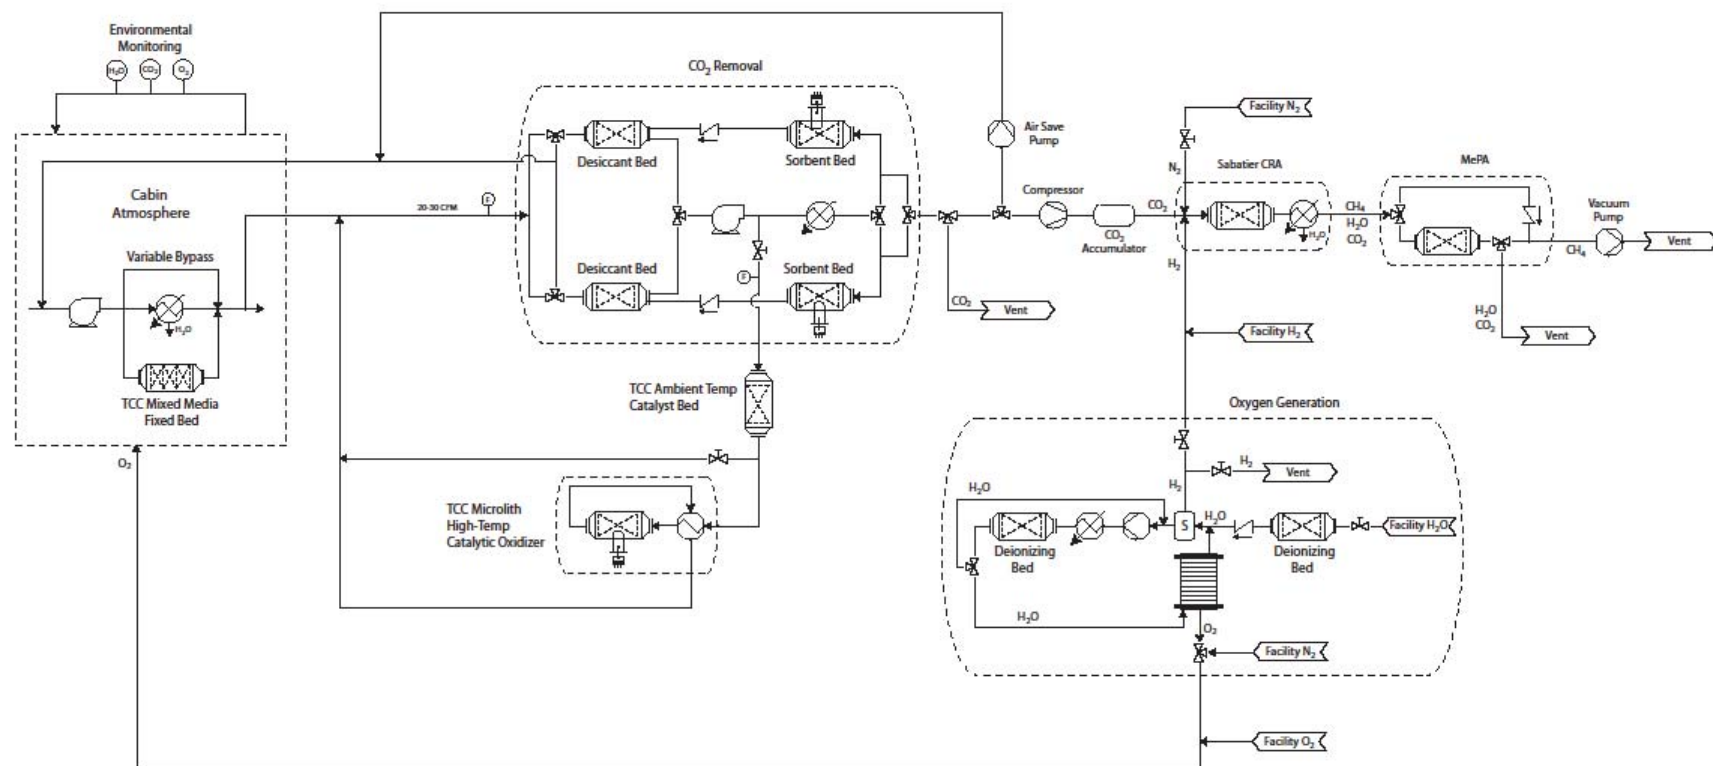 Environmental
Monitoring
H₂O
CO₂
O₂
CO₂ Removal
Facility N₂
Air Save
Pump
Desiccant Bed
Sorbent Bed
N₂
Sabatier CRA
MePA
Cabin
Atmosphere
20-30 CFM
F
Compressor
CO₂
CO₂
Accumulator
H₂O
CH₄
H₂O
CO₂
Vacuum
Pump
Vent
CH₄
Variable Bypass
Desiccant Bed
Sorbent Bed
F
H₂
CO₂
Vent
H₂O
H₂O
CO₂
Vent
Facility H₂
TCC Mixed Media
Fixed Bed
TCC Ambient Temp
Catalyst Bed
Oxygen Generation
O₂
H₂
Vent
H₂
H₂O
TCC Microlith
High-Temp
Catalytic Oxidizer
S
H₂O
Facility H₂O
Deionizing
Bed
Deionizing
Bed
H₂O
O₂
Facility N₂
Facility O₂